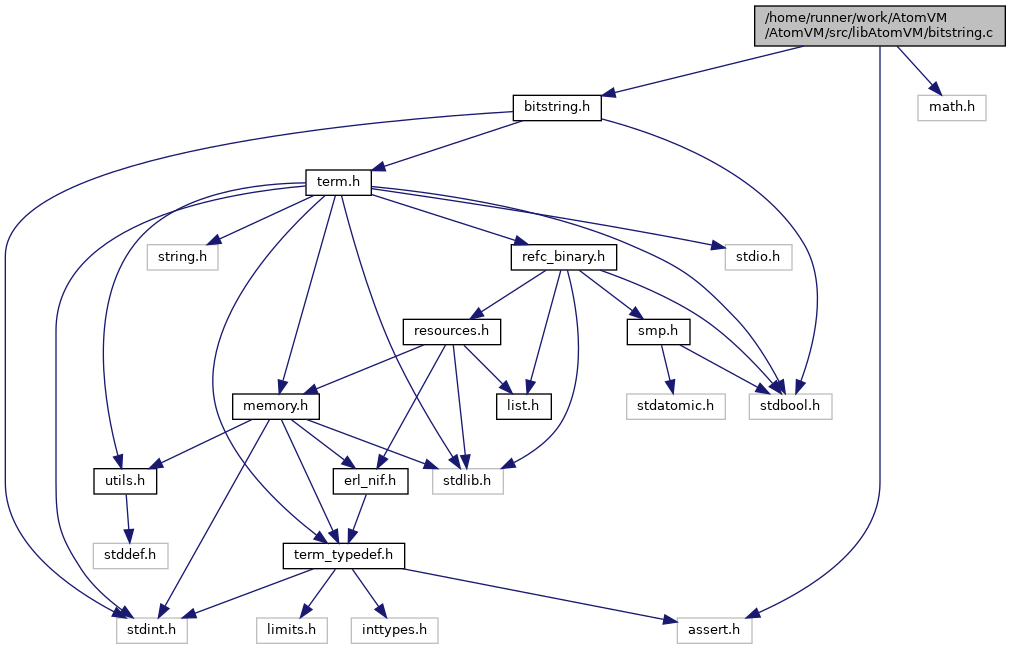 /home/runner/work/AtomVM
/AtomVM/src/libAtomVM/bitstring.c
bitstring.h
math.h
term.h
string.h
refc_binary.h
stdio.h
resources.h
smp.h
memory.h
list.h
stdatomic.h
stdbool.h
utils.h
erl_nif.h
stdlib.h
stddef.h
term_typedef.h
stdint.h
limits.h
inttypes.h
assert.h